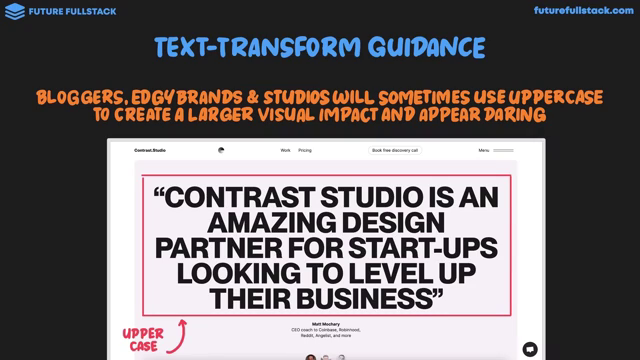 FUTURE FULLSTACK
futurefullstack.com
TEXT-TRANSFORM GUIDANCE
BLOGGERS, EDGY BRANDS & STUDIOS WILL SOMETIMES USE UPPERCASE
TO CREATE A LARGER VISUAL IMPACT AND APPEAR DARING
Contrast.Studio
Work
Pricing
Book free discovery call
Menu
“CONTRAST STUDIO IS AN
AMAZING DESIGN
PARTNER FOR START-UPS
LOOKING TO LEVEL UP
THEIR BUSINESS”
Matt Mochary
CEO coach to Coinbase, Robinhood,
Reddit, Angelist, and more
UPPER
CASE